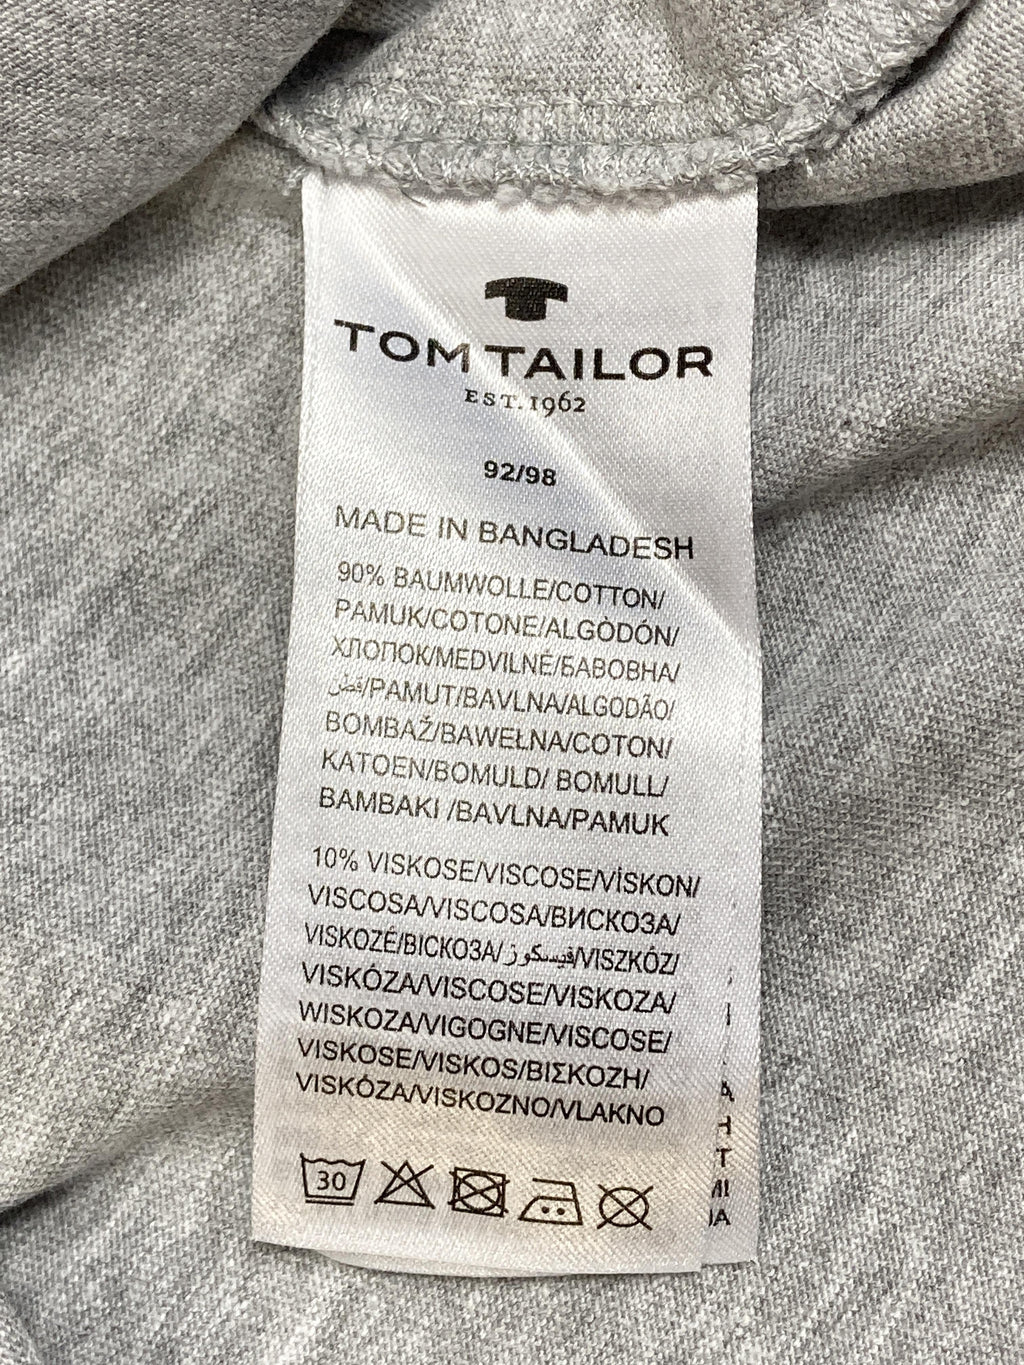 TOM TAILOR
EST. 1962
92/98
MADE IN BANGLADESH
90% BAUMWOLLE/COTTON/
PAMUK/COTONE/ALGODÓN/
ХЛОПОК/MEDVILNĖ/БАВОВНА/
قطن/PAMUT/BAVLNA/ALGODÃO/
BOMBAŽ/BAWEŁNA/COTON/
KATOEN/BOMULD/ BOMULL/
BAMBAKI /BAVLNA/PAMUK
10% VISKOSE/VISCOSE/VİSKON/
VISCOSA/VISCOSA/ВИСКОЗА/
VISKOZĖ/ВІСКОЗА/فيسكوز/VISZKÓZ/
VISKÓZA/VISCOSE/VISKOZA/
WISKOZA/VIGOGNE/VISCOSE/
VISKOSE/VISKOS/ΒΙΣΚΟΖΗ/
VISKÓZA/VISKOZNO/VLAKNO
30